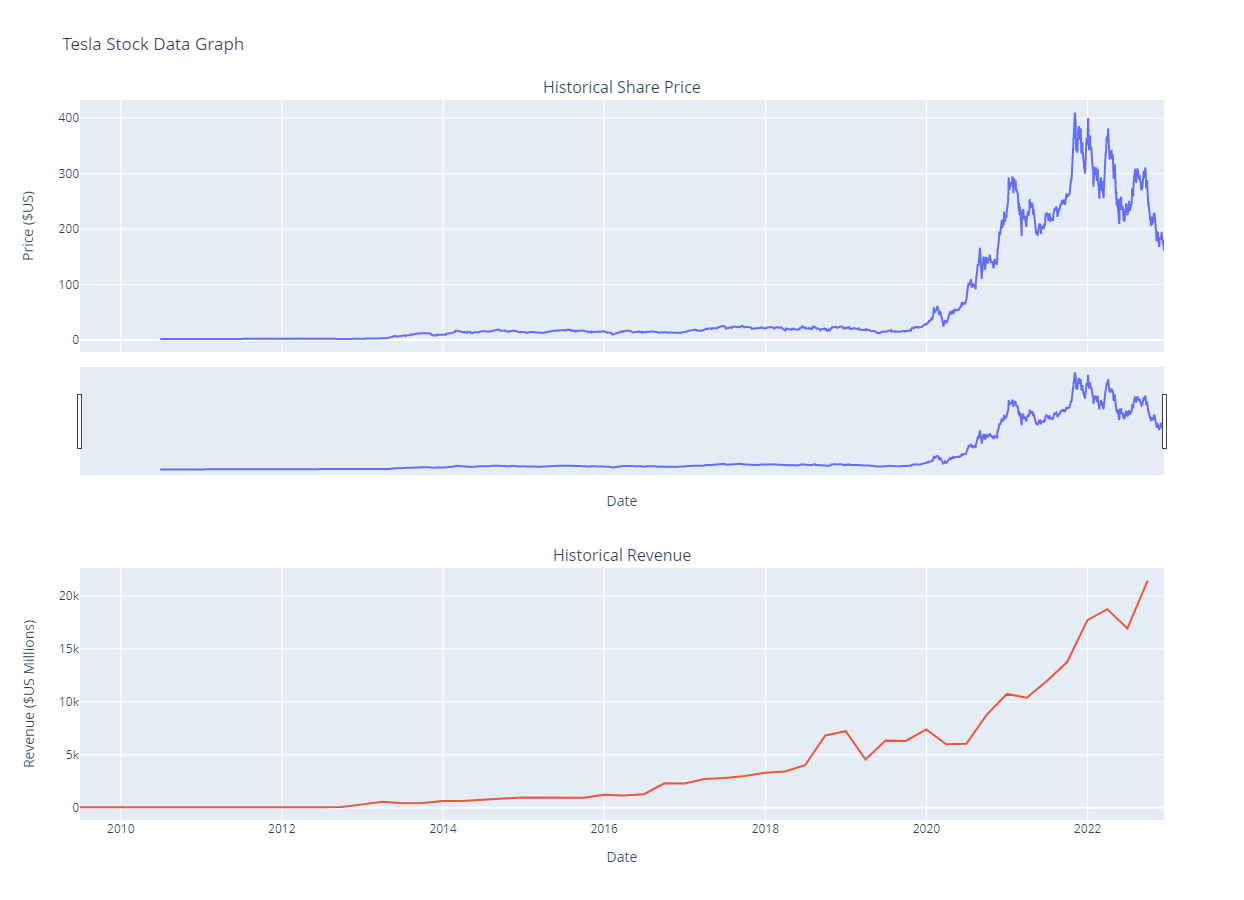 Tesla Stock Data Graph
Historical Share Price
Price ($US)
400
300
200
100
0
Date
Historical Revenue
Revenue ($US Millions)
20k
15k
10k
5k
0
2010 2012 2014 2016 2018 2020 2022
Date